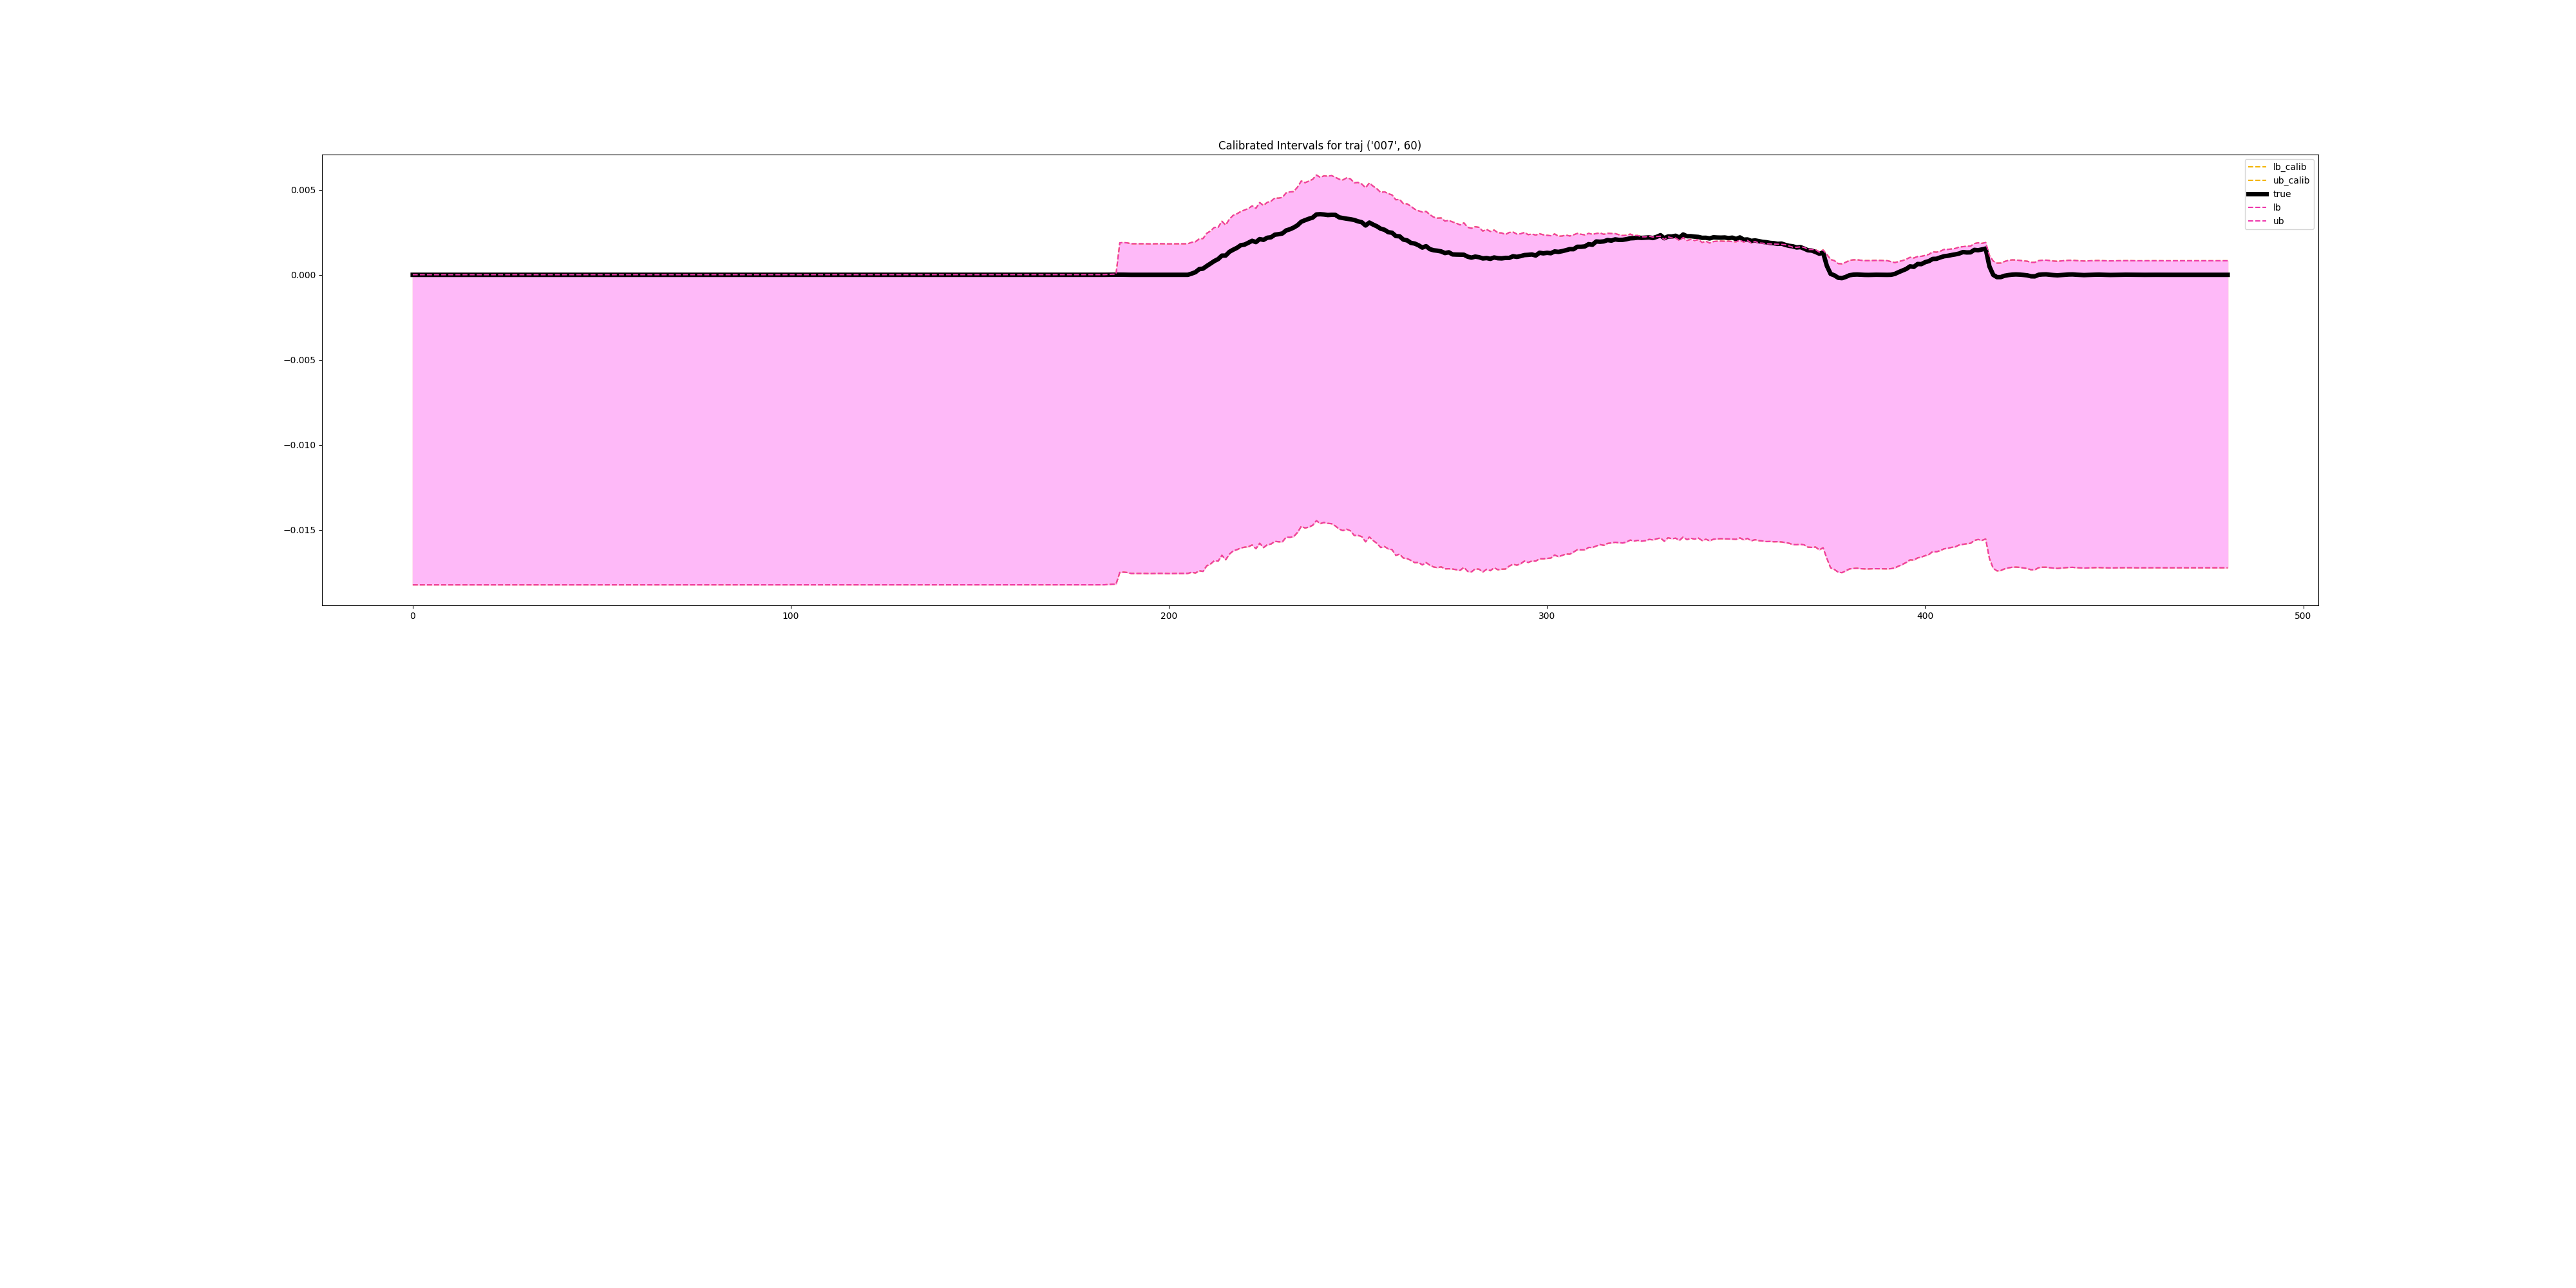 Calibrated Intervals for traj ('007', 60)
lb_calib
ub_calib
true
lb
ub
0.005
0.000
−0.005
−0.010
−0.015
0 100 200 300 400 500